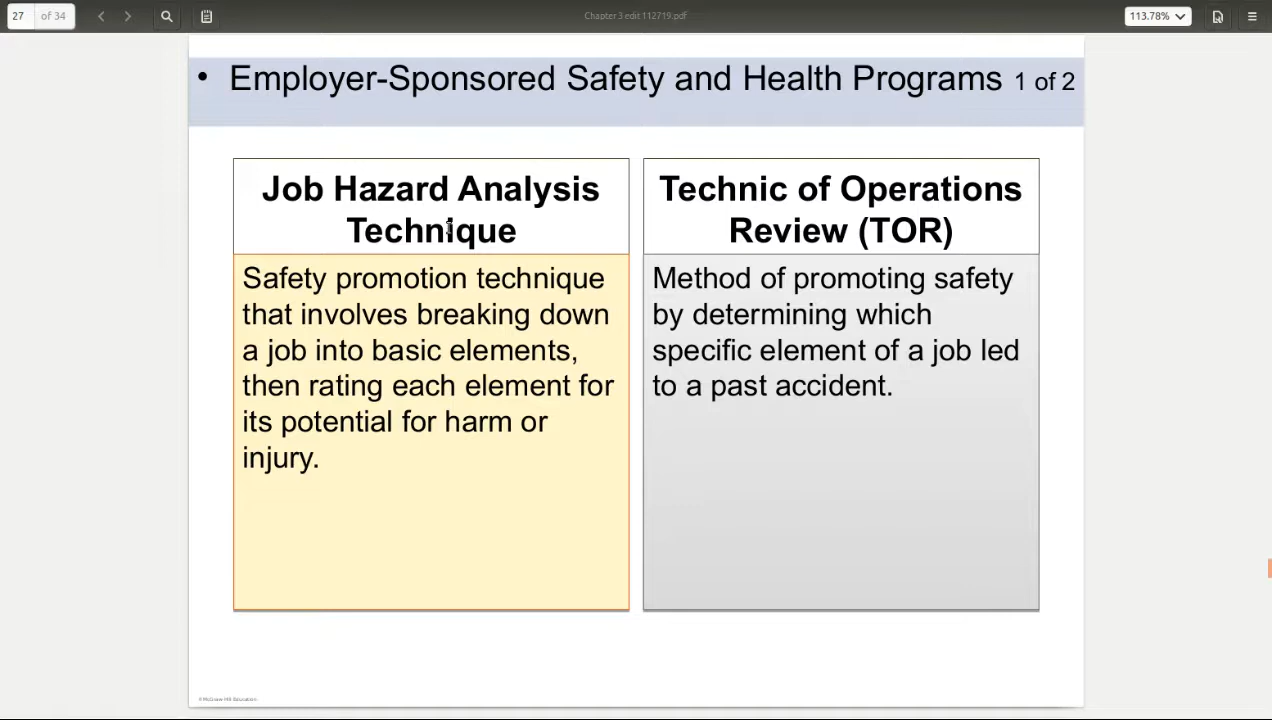 27 of 34
Chapter 3 edit 112719.pdf
113.78%
• Employer-Sponsored Safety and Health Programs 1 of 2
Job Hazard Analysis
Technique
Safety promotion technique
that involves breaking down
a job into basic elements,
then rating each element for
its potential for harm or
injury.
Technic of Operations
Review (TOR)
Method of promoting safety
by determining which
specific element of a job led
to a past accident.
© McGraw Hill Education